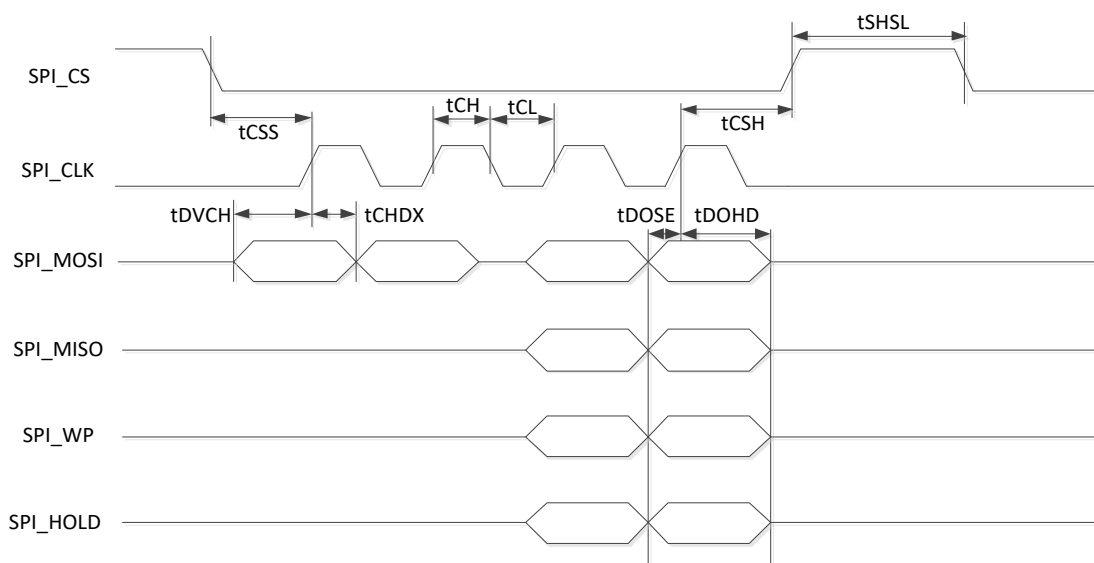 tSHSL
SPI_CS
tCH
tCL
tCSS
tCSH
SPI_CLK
tDVCH
tCHDX
tDOSE
tDOHD
SPI_MOSI
SPI_MISO
SPI_WP
SPI_HOLD